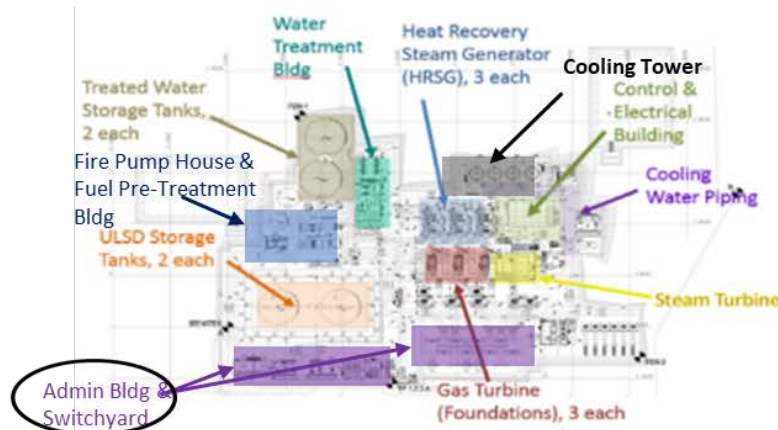 Water
Treatment
Bldg
Heat Recovery
Steam Generator
(HRSG), 3 each
Cooling Tower
Control &
Electrical
Building
Treated Water
Storage Tanks,
2 each
Fire Pump House &
Fuel Pre-Treatment
Bldg
Cooling
Water Piping
ULSD Storage
Tanks, 2 each
Steam Turbine
Admin Bldg &
Switchyard
Gas Turbine
(Foundations), 3 each